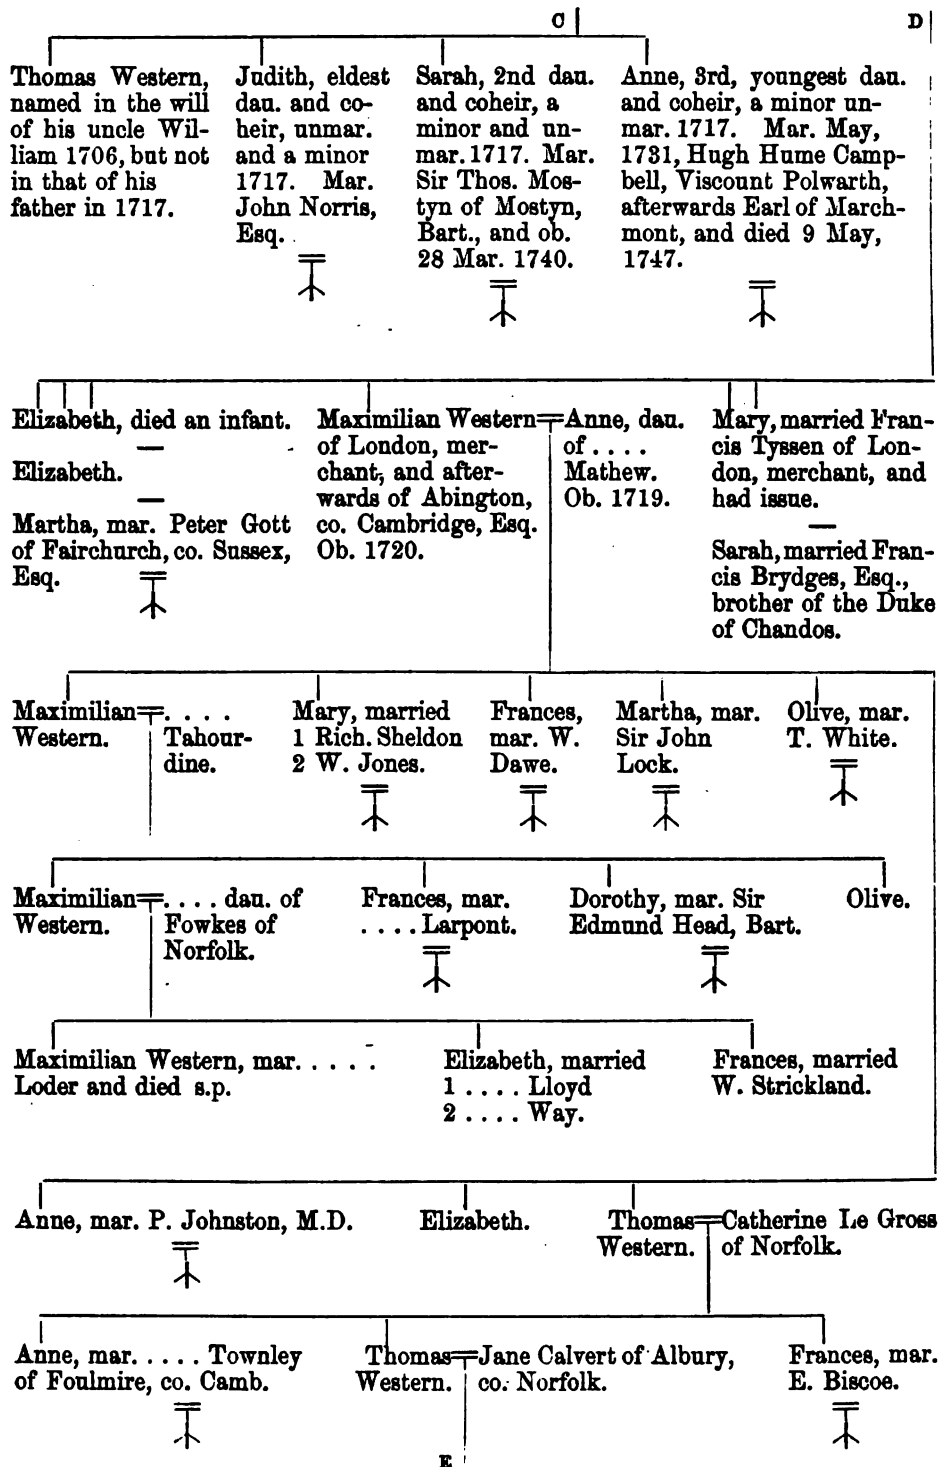 C D
Thomas Western,
named in the will
of his uncle Wil-
liam 1706, but not
in that of his
father in 1717.
Judith, eldest
dau. and co-
heir, unmar.
and a minor
1717. Mar.
John Norris,
Esq.
Sarah, 2nd dau.
and coheir, a
minor and un-
mar. 1717. Mar.
Sir Thos. Mos-
tyn of Mostyn,
Bart., and ob.
28 Mar. 1740.
Anne, 3rd, youngest dau.
and coheir, a minor un-
mar. 1717. Mar. May,
1731, Hugh Hume Camp-
bell, Viscount Polwarth,
afterwards Earl of March-
mont, and died 9 May,
1747.
Elizabeth, died an infant.
—
Elizabeth.
—
Martha, mar. Peter Gott
of Fairchurch, co. Sussex,
Esq.
Maximilian Western
of London, mer-
chant, and after-
wards of Abington,
co. Cambridge, Esq.
Ob. 1720.
Anne, dau.
of . . . .
Mathew.
Ob. 1719.
Mary, married Fran-
cis Tyssen of Lon-
don, merchant, and
had issue.
—
Sarah, married Fran-
cis Brydges, Esq.,
brother of the Duke
of Chandos.
Maximilian
Western.
. . . .
Tahour-
dine.
Mary, married
1 Rich. Sheldon
2 W. Jones.
Frances,
mar. W.
Dawe.
Martha, mar.
Sir John
Lock.
Olive, mar.
T. White.
Maximilian
Western.
. . . . dau. of
Fowkes of
Norfolk.
Frances, mar.
. . . . Larpont.
Dorothy, mar. Sir
Edmund Head, Bart.
Olive.
Maximilian Western, mar. . . . .
Loder and died s.p.
Elizabeth, married
1 . . . . Lloyd
2 . . . . Way.
Frances, married
W. Strickland.
Anne, mar. P. Johnston, M.D.
Elizabeth.
Thomas
Western.
Catherine Le Gross
of Norfolk.
Anne, mar. . . . . Townley
of Foulmire, co. Camb.
Thomas
Western.
Jane Calvert of Albury,
co. Norfolk.
Frances, mar.
E. Biscoe.
E